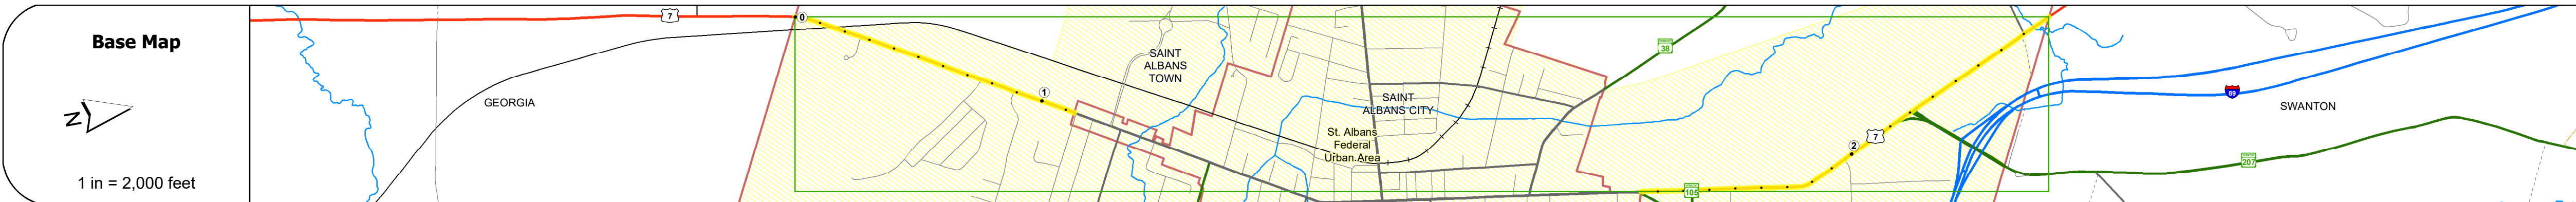 Base Map
N
1 in = 2,000 feet
7
0
GEORGIA
1
SAINT
ALBANS
TOWN
SAINT
ALBANS CITY
St. Albans
Federal
Urban Area
38
105
2
7
89
SWANTON
207